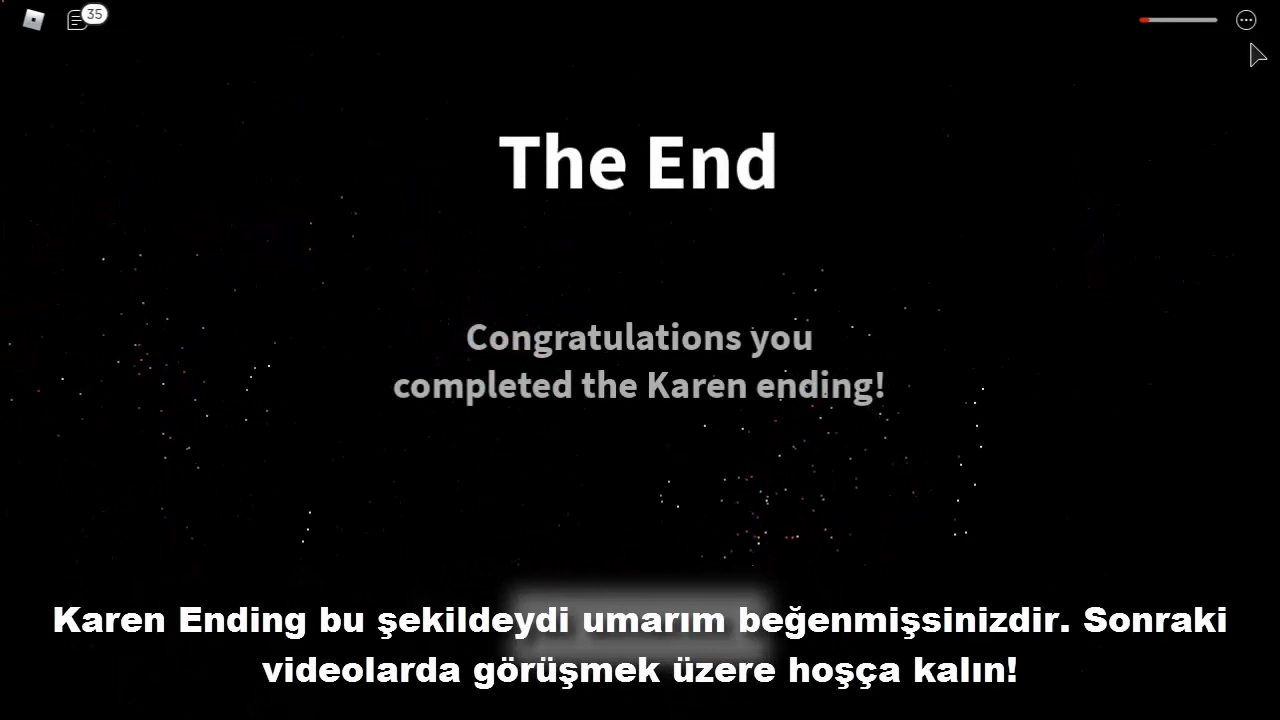 35
The End
Congratulations you
completed the Karen ending!
Karen Ending bu şekildeydi umarım beğenmişsinizdir. Sonraki
videolarda görüşmek üzere hoşça kalın!